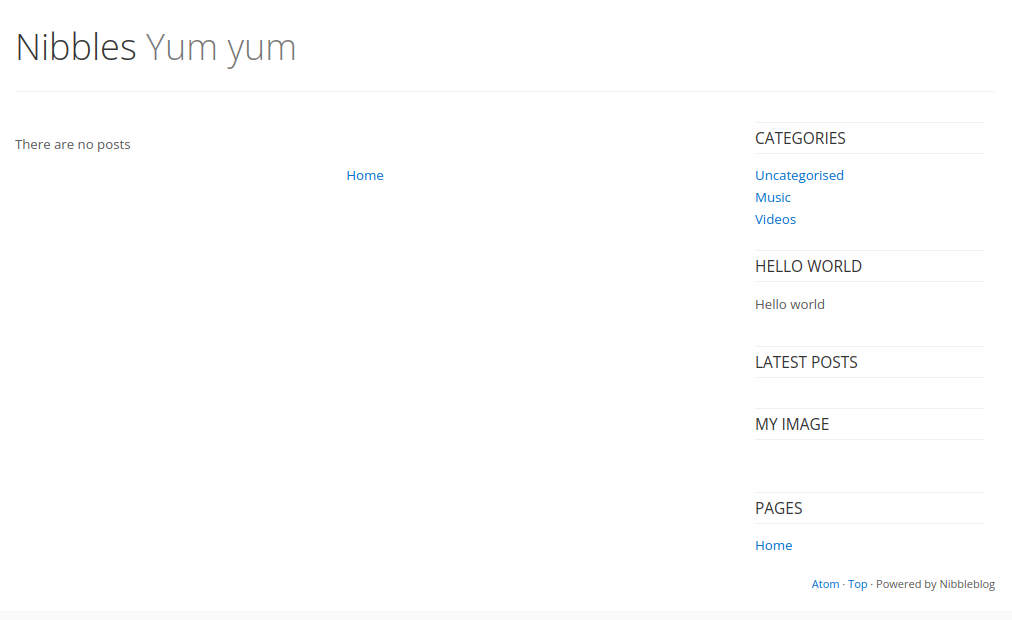 Nibbles Yum yum
There are no posts
Home
CATEGORIES
Uncategorised
Music
Videos
HELLO WORLD
Hello world
LATEST POSTS
MY IMAGE
PAGES
Home
Atom · Top · Powered by Nibbleblog